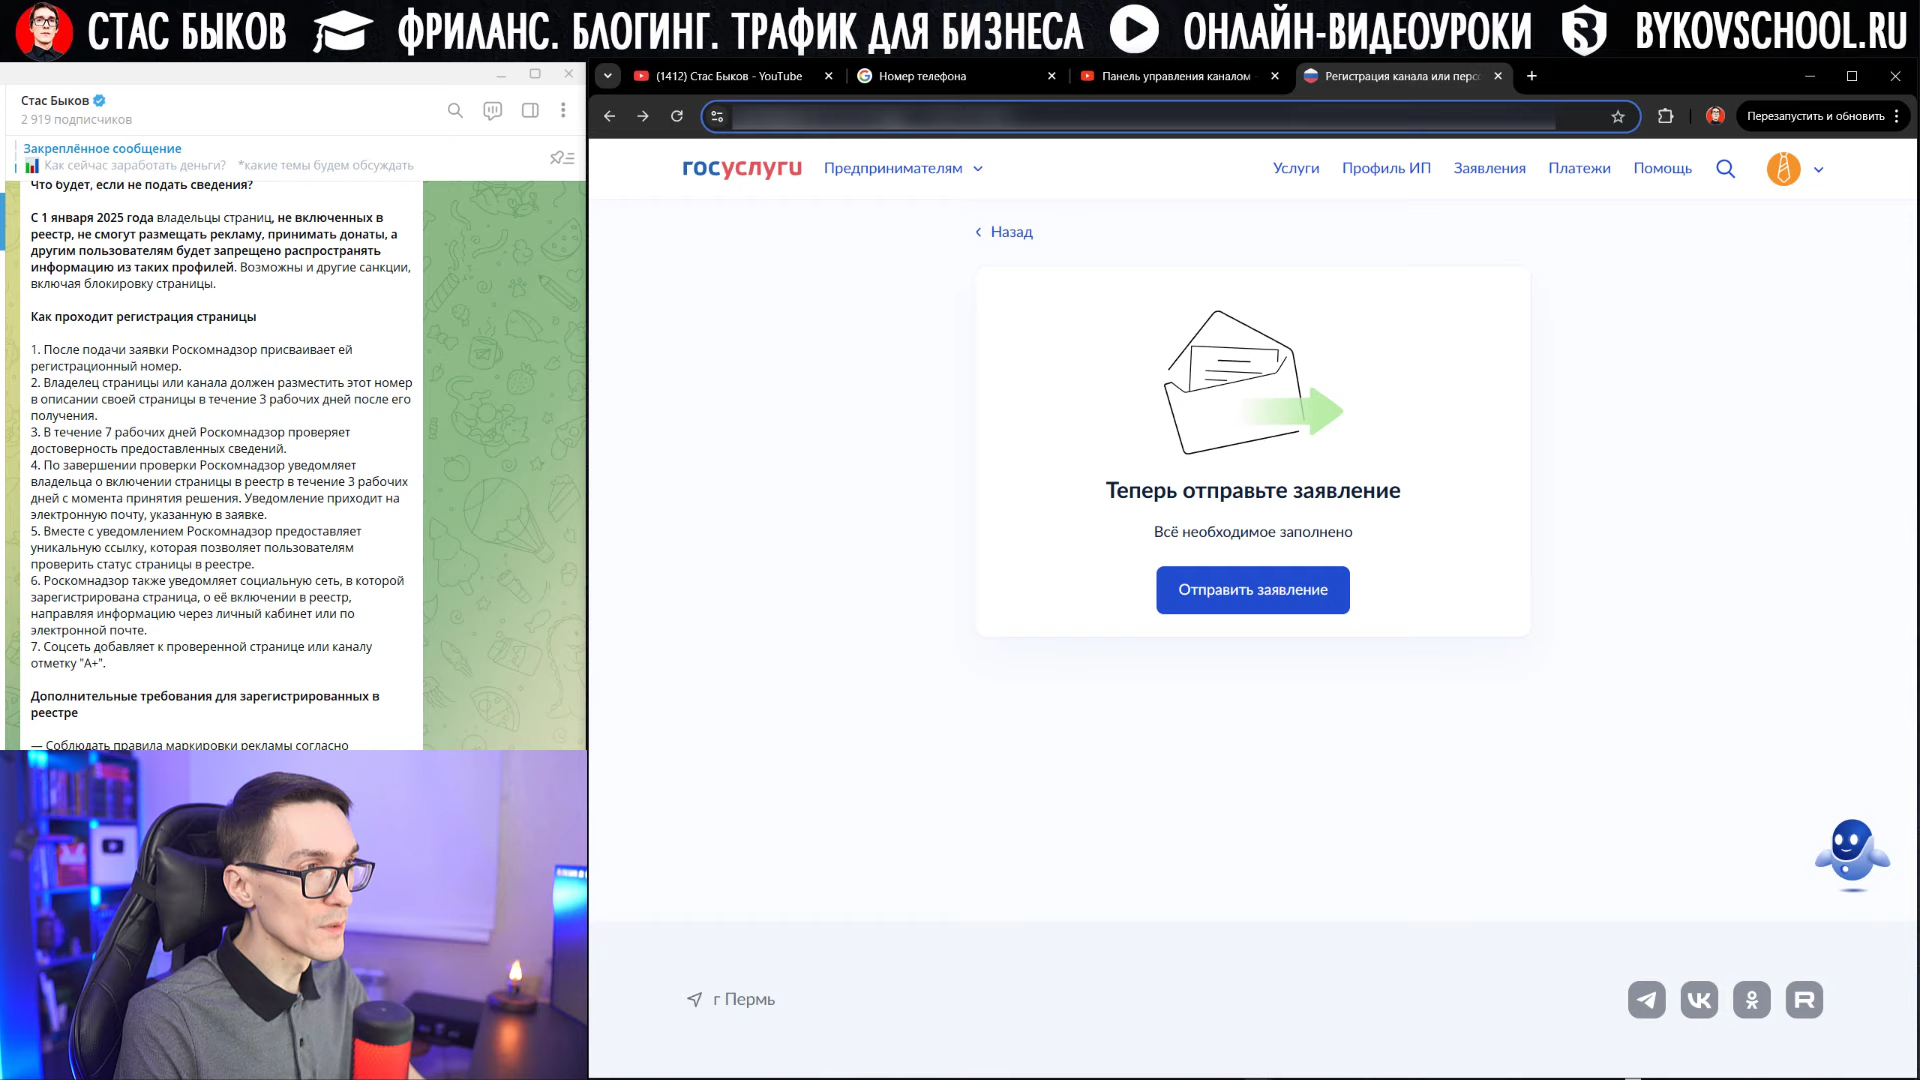 СТАС БЫКОВ ФРИЛАНС. БЛОГИНГ. ТРАФИК ДЛЯ БИЗНЕСА ОНЛАЙН-ВИДЕОУРОКИ BYKOVSCHOOL.RU
Стас Быков
2 919 подписчиков
Закреплённое сообщение
Как сейчас заработать деньги? *какие темы будем обсуждать
Что будет, если не подать сведения?
С 1 января 2025 года владельцы страниц, не включенных в
реестр, не смогут размещать рекламу, принимать донаты, а
другим пользователям будет запрещено распространять
информацию из таких профилей. Возможны и другие санкции,
включая блокировку страницы.
Как проходит регистрация страницы
1. После подачи заявки Роскомнадзор присваивает ей
регистрационный номер.
2. Владелец страницы или канала должен разместить этот номер
в описании своей страницы в течение 3 рабочих дней после его
получения.
3. В течение 7 рабочих дней Роскомнадзор проверяет
достоверность предоставленных сведений.
4. По завершении проверки Роскомнадзор уведомляет
владельца о включении страницы в реестр в течение 3 рабочих
дней с момента принятия решения. Уведомление приходит на
электронную почту, указанную в заявке.
5. Вместе с уведомлением Роскомнадзор предоставляет
уникальную ссылку, которая позволяет пользователям
проверить статус страницы в реестре.
6. Роскомнадзор также уведомляет социальную сеть, в которой
зарегистрирована страница, о её включении в реестр,
направляя информацию через личный кабинет или по
электронной почте.
7. Соцсеть добавляет к проверенной странице или каналу
отметку "А+".
Дополнительные требования для зарегистрированных в
реестре
— Соблюдать правила маркировки рекламы согласно
(1412) Стас Быков - YouTube
Номер телефона
Панель управления каналом
Регистрация канала или перс
Перезапустить и обновить
госуслуги
Предпринимателям
Услуги
Профиль ИП
Заявления
Платежи
Помощь
Назад
Теперь отправьте заявление
Всё необходимое заполнено
Отправить заявление
г Пермь